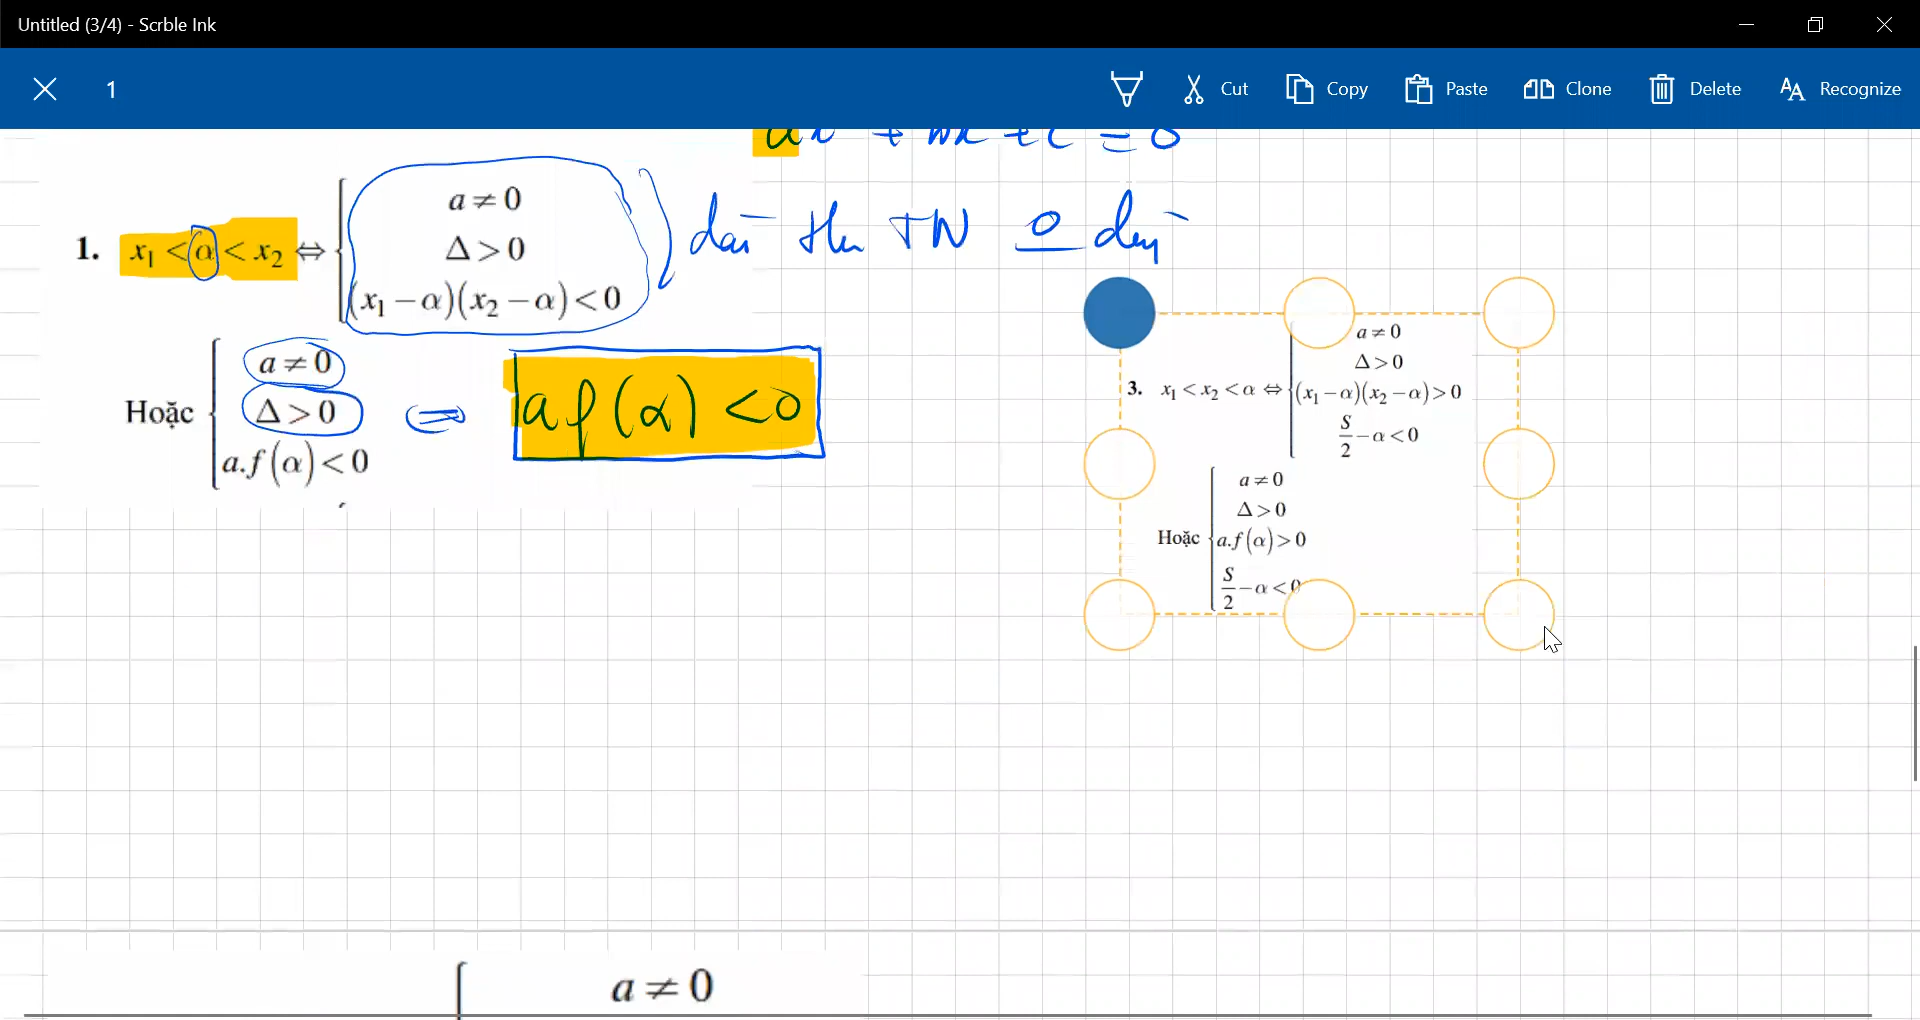 Untitled (3/4) - Scrble Ink
1 Cut Copy Paste Clone Delete Recognize
1. x₁ < α < x₂ ⇔ { a ≠ 0
Δ > 0
(x₁ − α)(x₂ − α) < 0
TN
Hoặc { a ≠ 0
Δ > 0
a.f(α) < 0
⇔ a f(α) < 0
3. x₁ < x₂ < α ⇔ { a ≠ 0
Δ > 0
(x₁ − α)(x₂ − α) > 0
S/2 − α < 0
Hoặc { a ≠ 0
Δ > 0
a.f(α) > 0
S/2 − α < 0
a ≠ 0